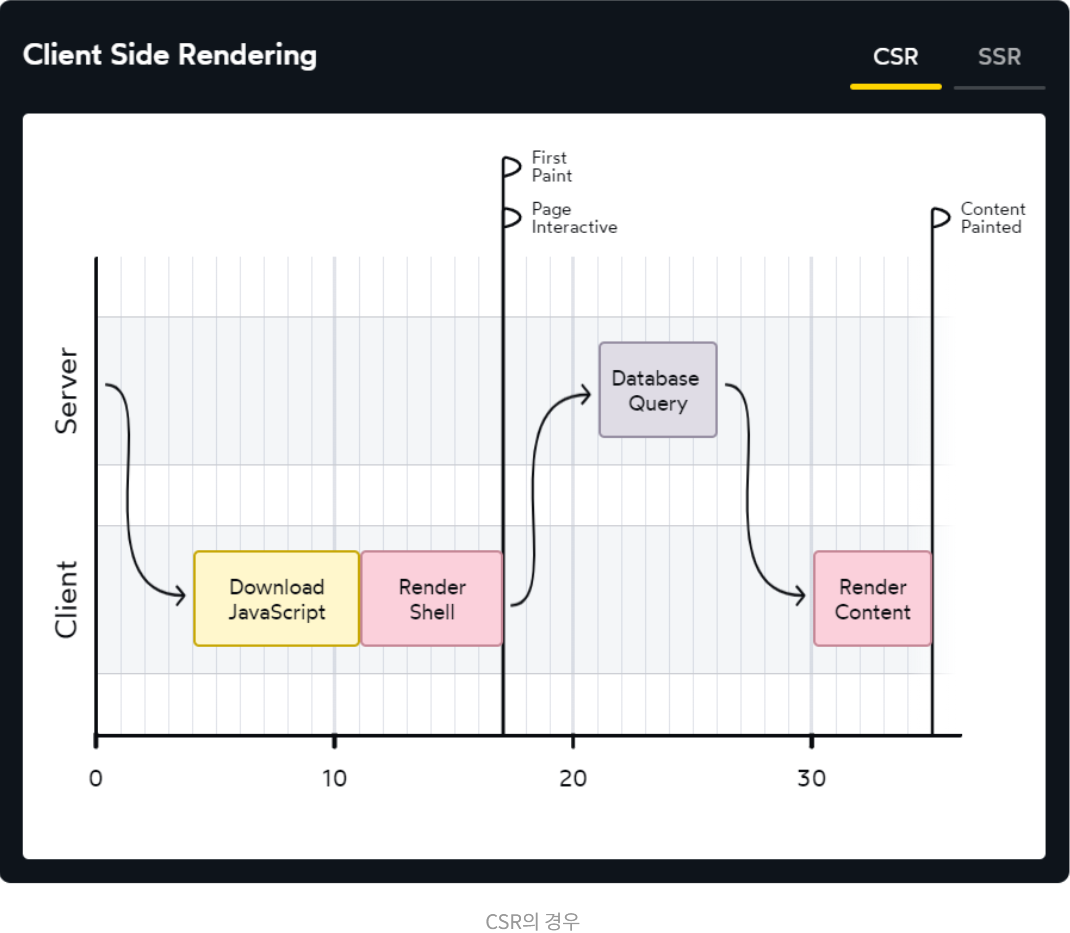 Client Side Rendering
CSR
SSR
First
Paint
Page
Interactive
Content
Painted
Server
Database
Query
Client
Download
JavaScript
Render
Shell
Render
Content
0
10
20
30
CSR의 경우